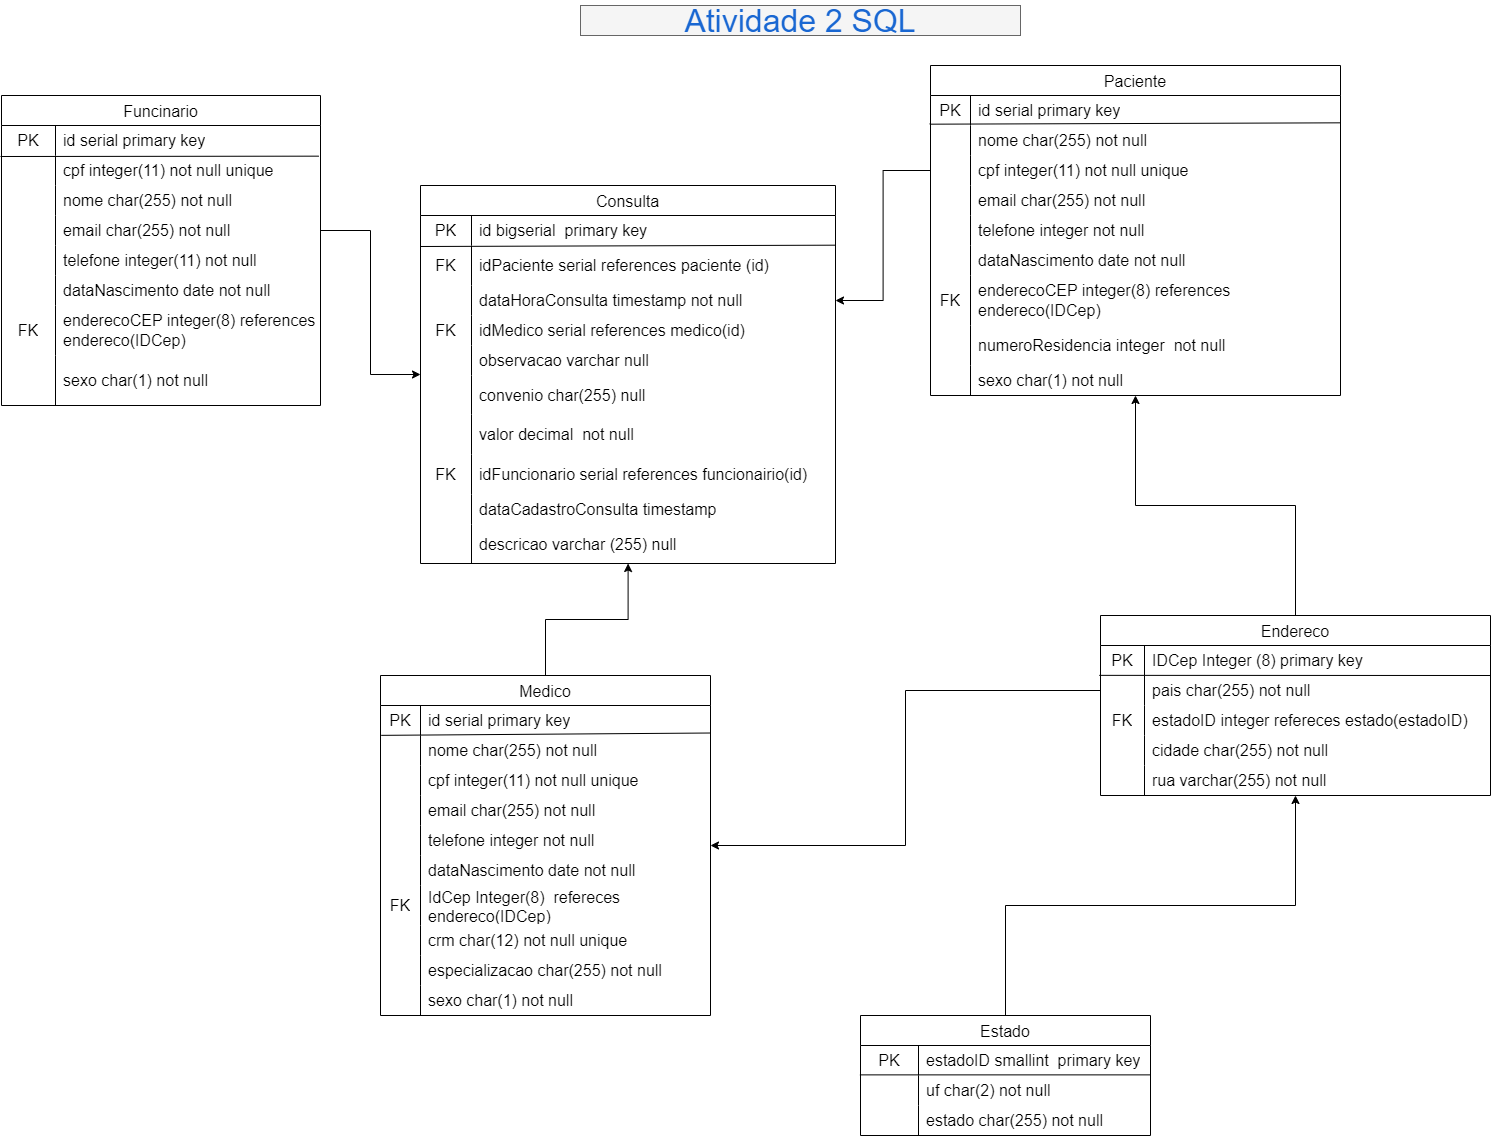 Atividade 2 SQL
Funcinario
PK id serial primary key
cpf integer(11) not null unique
nome char(255) not null
email char(255) not null
telefone integer(11) not null
dataNascimento date not null
FK enderecoCEP integer(8) references
endereco(IDCep)
sexo char(1) not null
Consulta
PK id bigserial  primary key
FK idPaciente serial references paciente (id)
dataHoraConsulta timestamp not null
FK idMedico serial references medico(id)
observacao varchar null
convenio char(255) null
valor decimal  not null
FK idFuncionario serial references funcionairio(id)
dataCadastroConsulta timestamp
descricao varchar (255) null
Paciente
PK id serial primary key
nome char(255) not null
cpf integer(11) not null unique
email char(255) not null
telefone integer not null
dataNascimento date not null
FK enderecoCEP integer(8) references
endereco(IDCep)
numeroResidencia integer  not null
sexo char(1) not null
Medico
PK id serial primary key
nome char(255) not null
cpf integer(11) not null unique
email char(255) not null
telefone integer not null
dataNascimento date not null
FK IdCep Integer(8)  refereces
endereco(IDCep)
crm char(12) not null unique
especializacao char(255) not null
sexo char(1) not null
Endereco
PK IDCep Integer (8) primary key
pais char(255) not null
FK estadoID integer refereces estado(estadoID)
cidade char(255) not null
rua varchar(255) not null
Estado
PK estadoID smallint  primary key
uf char(2) not null
estado char(255) not null